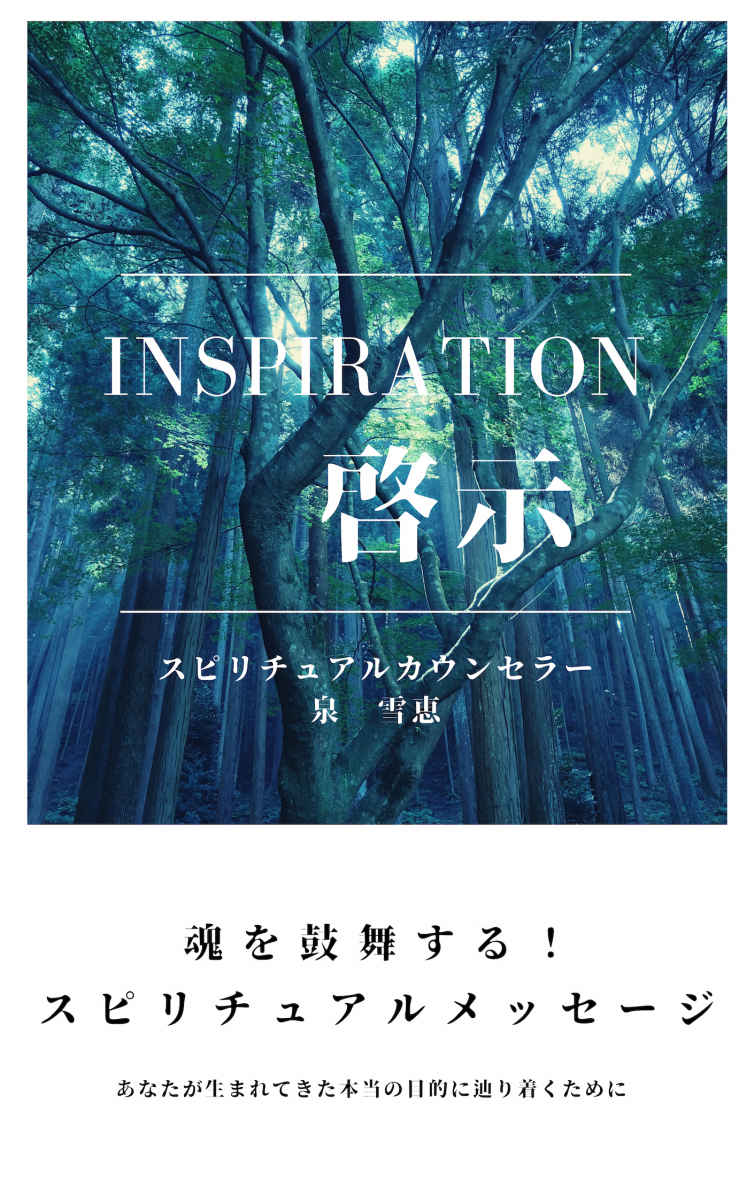 INSPIRATION
啓示
スピリチュアルカウンセラー
泉　雪恵
魂を鼓舞する！
スピリチュアルメッセージ
あなたが生まれてきた本当の目的に辿り着くために